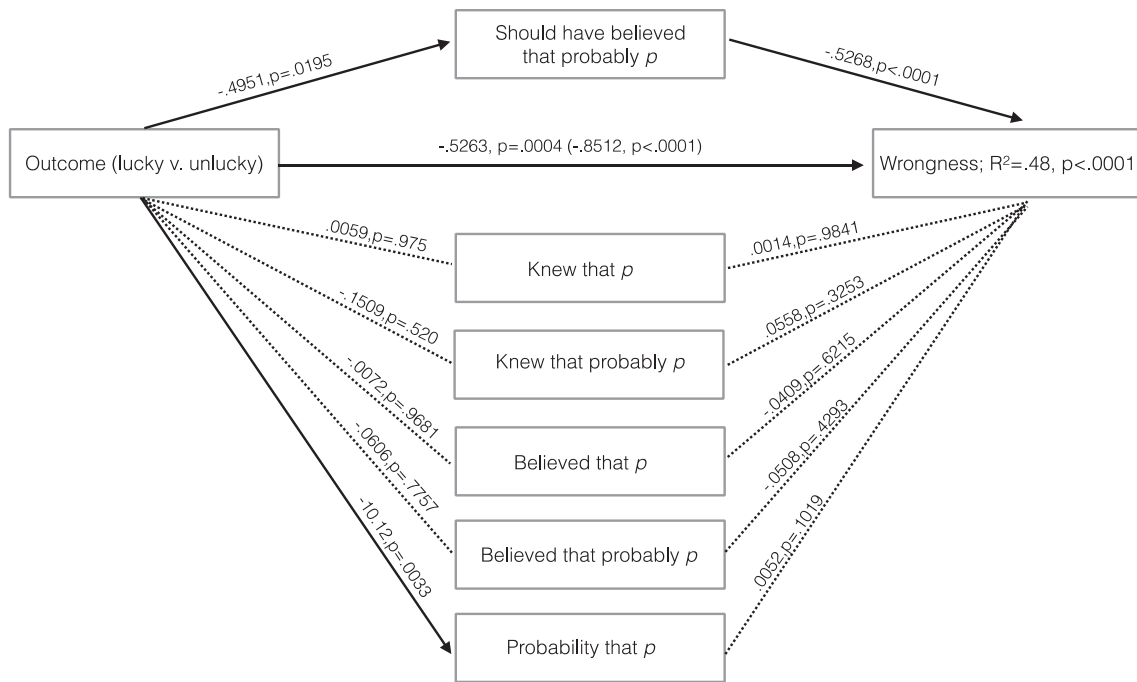 Should have believed
that probably p
-.4951,p=.0195
-.5268,p<.0001
Outcome (lucky v. unlucky)
-.5263, p=.0004 (-.8512, p<.0001)
Wrongness; R²=.48, p<.0001
.0059,p=.975
Knew that p
.0014,p=.9841
-.1509,p=.520
Knew that probably p
.0558,p=.3253
-.0072,p=.9681
Believed that p
-.0409,p=.6215
-.0606,p=.7757
Believed that probably p
-.0508,p=.4293
-10.12,p=.0033
Probability that p
.0052,p=.1019